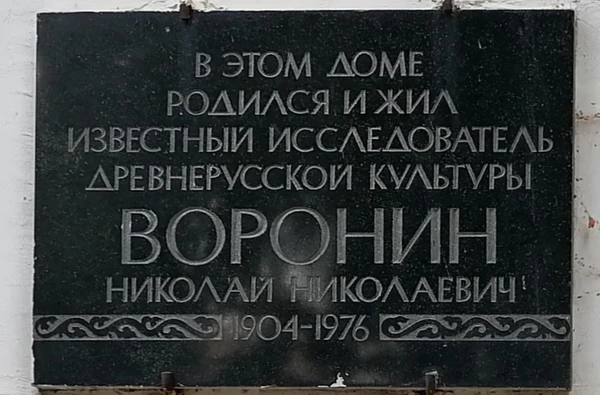 В ЭТОМ ДОМЕ
РОДИЛСЯ И ЖИЛ
ИЗВЕСТНЫЙ ИССЛЕДОВАТЕЛЬ
ДРЕВНЕРУССКОЙ КУЛЬТУРЫ
ВОРОНИН
НИКОЛАЙ НИКОЛАЕВИЧ
1904-1976